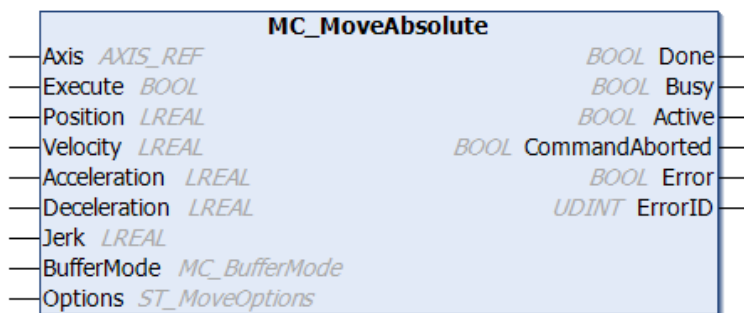 MC_MoveAbsolute
Axis AXIS_REF BOOL Done
Execute BOOL BOOL Busy
Position LREAL BOOL Active
Velocity LREAL BOOL CommandAborted
Acceleration LREAL BOOL Error
Deceleration LREAL UDINT ErrorID
Jerk LREAL
BufferMode MC_BufferMode
Options ST_MoveOptions